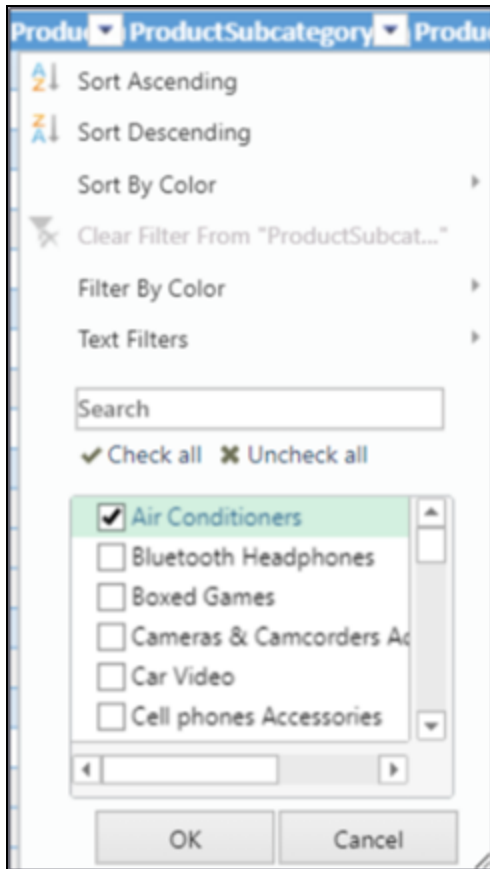 Produ ProductSubcategory Produ
Sort Ascending
Sort Descending
Sort By Color
Clear Filter From "ProductSubcat..."
Filter By Color
Text Filters
Search
Check all Uncheck all
Air Conditioners
Bluetooth Headphones
Boxed Games
Cameras & Camcorders Ac
Car Video
Cell phones Accessories
OK Cancel